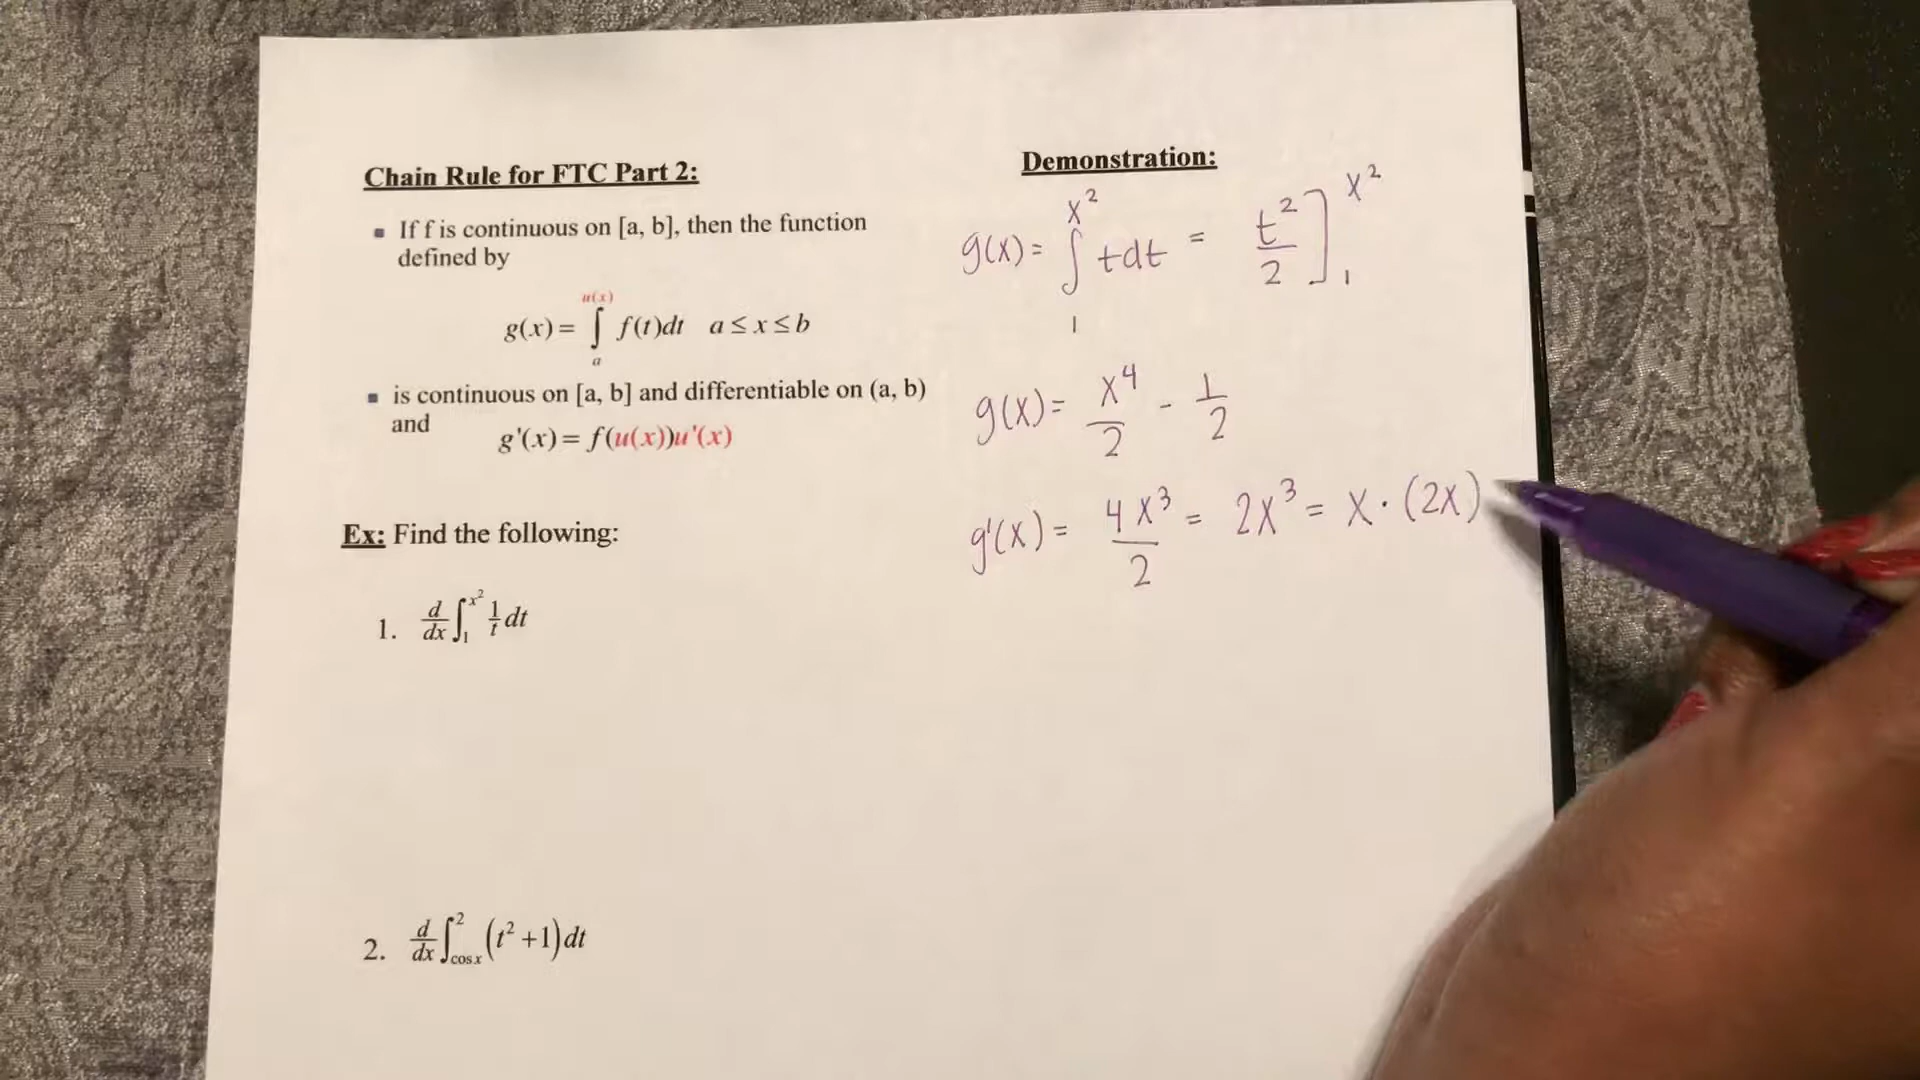 Chain Rule for FTC Part 2:
▪ If f is continuous on [a, b], then the function
defined by
g(x) = ∫_a^{u(x)} f(t)dt a ≤ x ≤ b
▪ is continuous on [a, b] and differentiable on (a, b)
and
g'(x) = f(u(x))u'(x)
Ex: Find the following:
1. d/dx ∫_1^{x²} 1/t dt
2. d/dx ∫_{cos x}^2 (t² + 1) dt
Demonstration:
g(x) = ∫_1^{x²} t dt = t²/2 ]_1^{x²}
g(x) = x⁴/2 - 1/2
g'(x) = 4x³/2 = 2x³ = x · (2x)